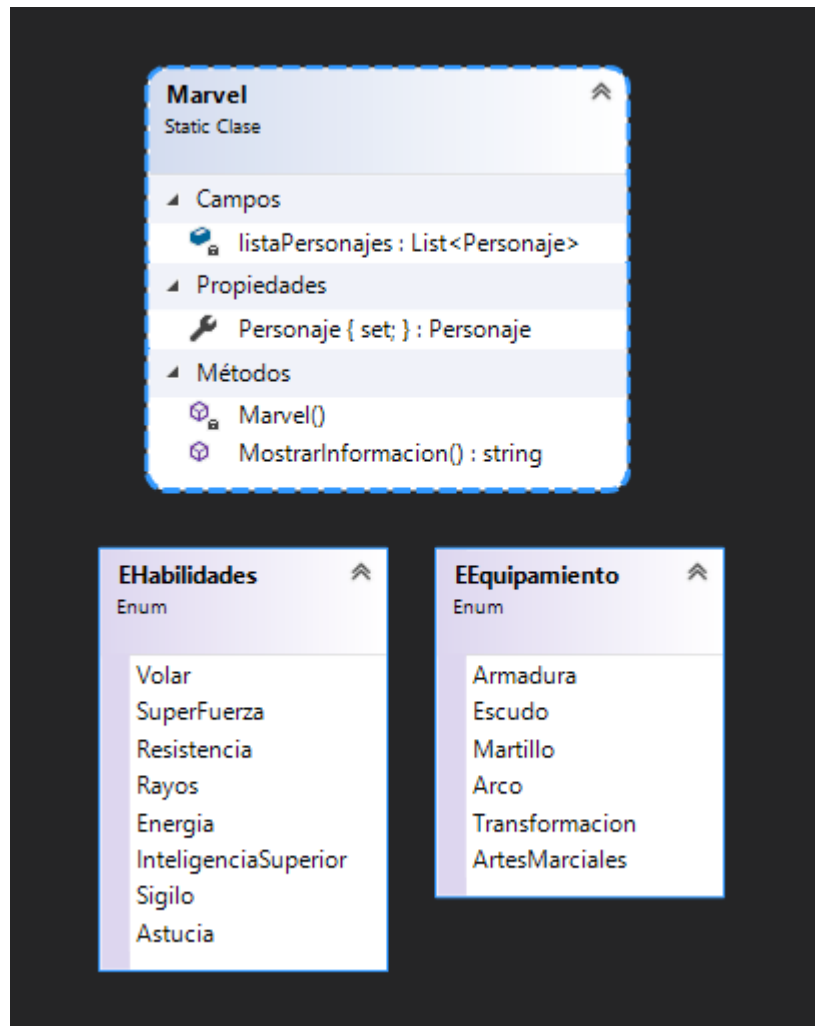 Marvel
Static Clase
Campos
listaPersonajes : List<Personaje>
Propiedades
Personaje { set; } : Personaje
Métodos
Marvel()
MostrarInformacion() : string
EHabilidades
Enum
Volar
SuperFuerza
Resistencia
Rayos
Energia
InteligenciaSuperior
Sigilo
Astucia
EEquipamiento
Enum
Armadura
Escudo
Martillo
Arco
Transformacion
ArtesMarciales